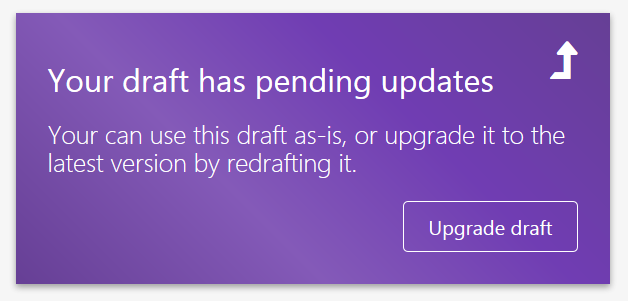 Your draft has pending updates
Your can use this draft as-is, or upgrade it to the
latest version by redrafting it.
Upgrade draft